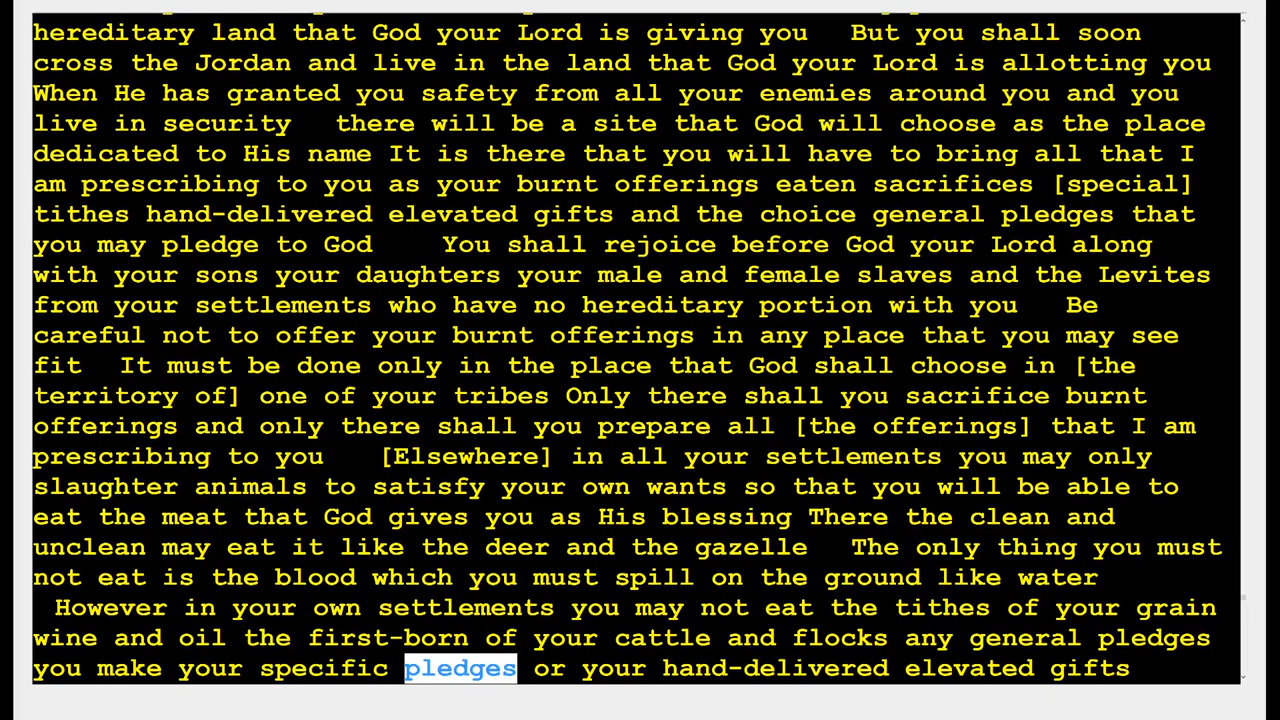 hereditary land that God your Lord is giving you   But you shall soon
cross the Jordan and live in the land that God your Lord is allotting you
When He has granted you safety from all your enemies around you and you
live in security   there will be a site that God will choose as the place
dedicated to His name It is there that you will have to bring all that I
am prescribing to you as your burnt offerings eaten sacrifices [special]
tithes hand-delivered elevated gifts and the choice general pledges that
you may pledge to God    You shall rejoice before God your Lord along
with your sons your daughters your male and female slaves and the Levites
from your settlements who have no hereditary portion with you   Be
careful not to offer your burnt offerings in any place that you may see
fit   It must be done only in the place that God shall choose in [the
territory of] one of your tribes Only there shall you sacrifice burnt
offerings and only there shall you prepare all [the offerings] that I am
prescribing to you    [Elsewhere] in all your settlements you may only
slaughter animals to satisfy your own wants so that you will be able to
eat the meat that God gives you as His blessing There the clean and
unclean may eat it like the deer and the gazelle   The only thing you must
not eat is the blood which you must spill on the ground like water
However in your own settlements you may not eat the tithes of your grain
wine and oil the first-born of your cattle and flocks any general pledges
you make your specific pledges or your hand-delivered elevated gifts